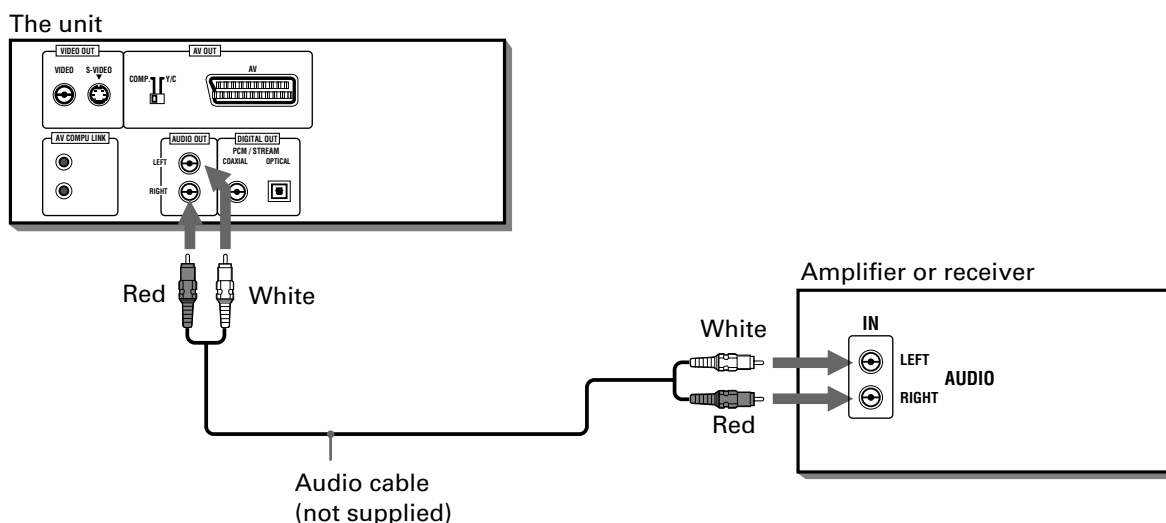 The unit
VIDEO OUT
VIDEO S-VIDEO
AV OUT
COMP. Y/C
AV
AV COMPU LINK
AUDIO OUT
LEFT
RIGHT
DIGITAL OUT
PCM / STREAM
COAXIAL OPTICAL
Red
White
Audio cable
(not supplied)
Amplifier or receiver
White
Red
IN
LEFT
AUDIO
RIGHT